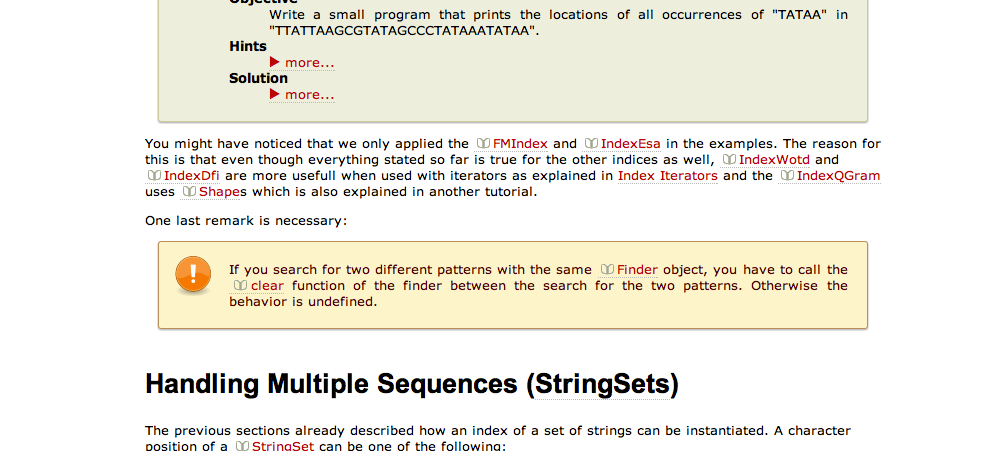 Objective
Write a small program that prints the locations of all occurrences of "TATAA" in
"TTATTAAGCGTATAGCCCTATAAATATAA".
Hints
more...
Solution
more...
You might have noticed that we only applied the FMIndex and IndexEsa in the examples. The reason for
this is that even though everything stated so far is true for the other indices as well, IndexWotd and
IndexDfi are more usefull when used with iterators as explained in Index Iterators and the IndexQGram
uses Shapes which is also explained in another tutorial.
One last remark is necessary:
If you search for two different patterns with the same Finder object, you have to call the
clear function of the finder between the search for the two patterns. Otherwise the
behavior is undefined.
Handling Multiple Sequences (StringSets)
The previous sections already described how an index of a set of strings can be instantiated. A character
position of a StringSet can be one of the following: